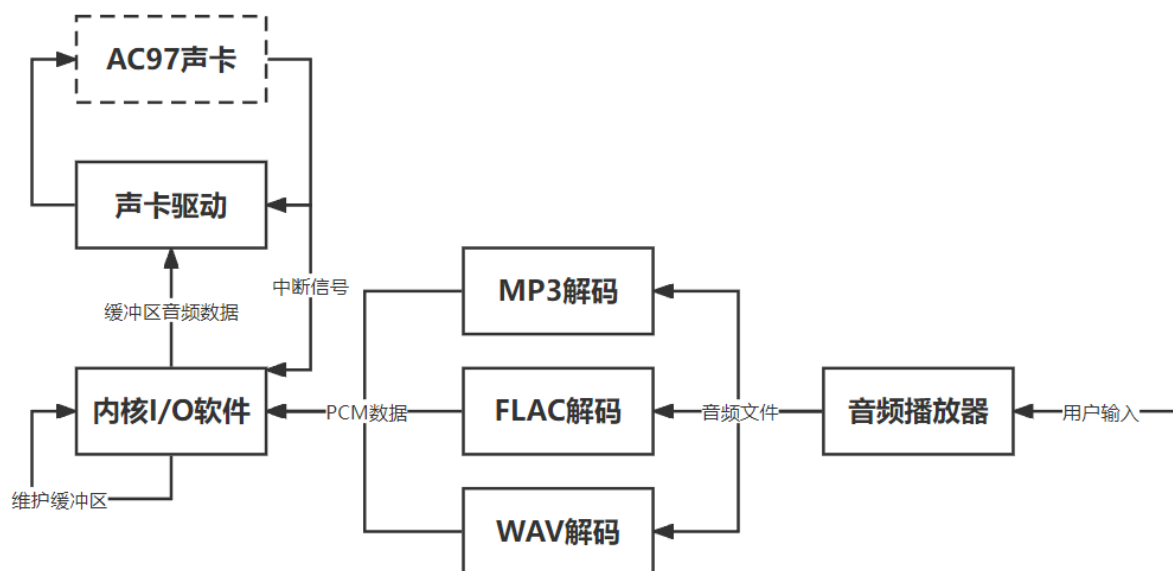 AC97声卡
声卡驱动
中断信号
缓冲区音频数据
MP3解码
内核I/O软件
PCM数据
FLAC解码
音频文件
音频播放器
用户输入
维护缓冲区
WAV解码